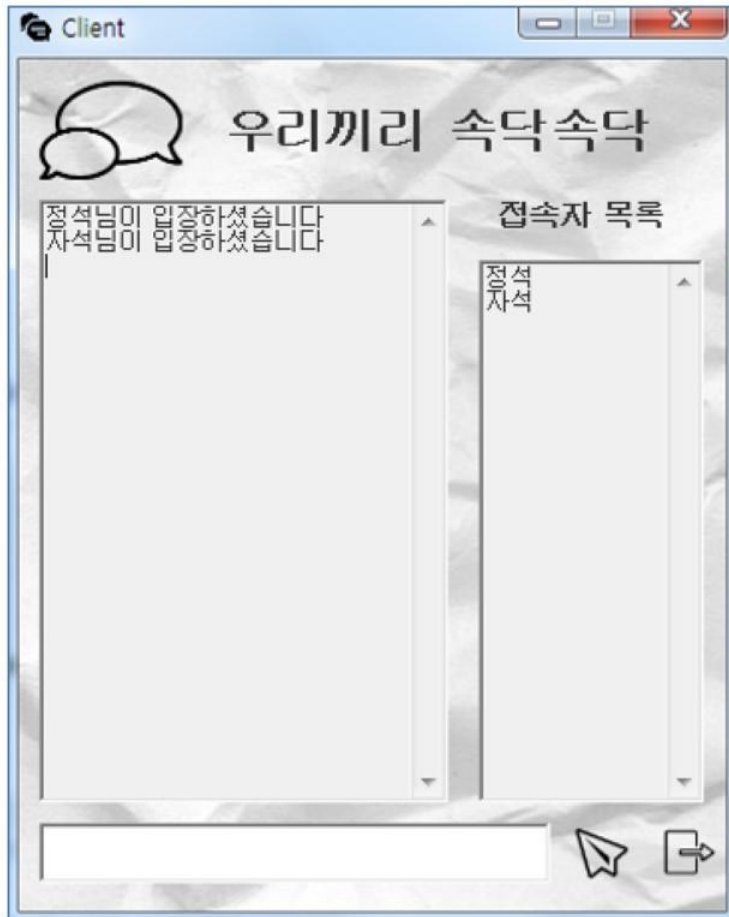 Client
우리끼리 속닥속닥
정석님이 입장하셨습니다
자석님이 입장하셨습니다
접속자 목록
정석
자석